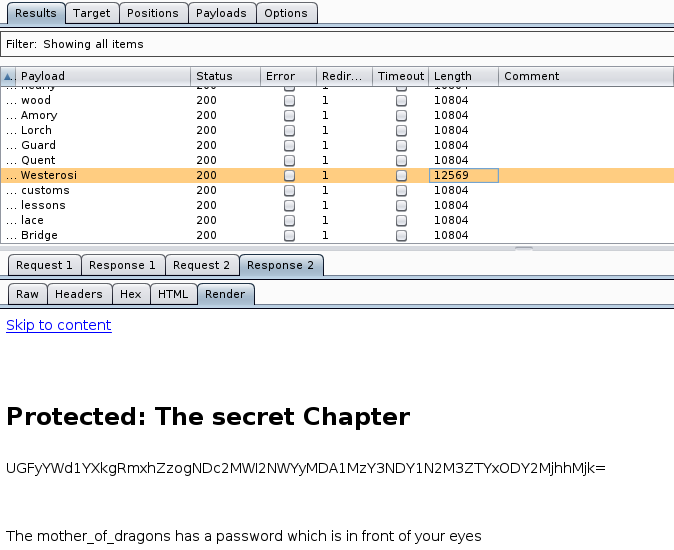 Results Target Positions Payloads Options
Filter: Showing all items
... Payload Status Error Redir... Timeout Length Comment
... wood 200 1 10804
... Amory 200 1 10804
... Lorch 200 1 10804
... Guard 200 1 10804
... Quent 200 1 10804
... Westerosi 200 1 12569
... customs 200 1 10804
... lessons 200 1 10804
... lace 200 1 10804
... Bridge 200 1 10804
Request 1 Response 1 Request 2 Response 2
Raw Headers Hex HTML Render
Skip to content
Protected: The secret Chapter
UGFyYWd1YXkgRmxhZzogNDc2MWI2NWYyMDA1MzY3NDY1N2M3ZTYxODY2MjhhMjk=
The mother_of_dragons has a password which is in front of your eyes